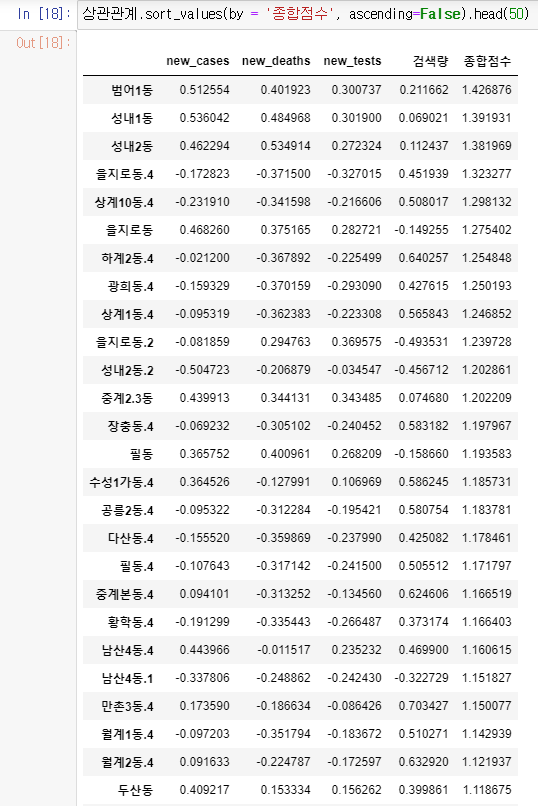 In [18]: 상관관계.sort_values(by = '종합점수', ascending=False).head(50)
Out[18]:
new_cases new_deaths new_tests 검색량 종합점수
범어1동 0.512554 0.401923 0.300737 0.211662 1.426876
성내1동 0.536042 0.484968 0.301900 0.069021 1.391931
성내2동 0.462294 0.534914 0.272324 0.112437 1.381969
을지로동.4 -0.172823 -0.371500 -0.327015 0.451939 1.323277
상계10동.4 -0.231910 -0.341598 -0.216606 0.508017 1.298132
을지로동 0.468260 0.375165 0.282721 -0.149255 1.275402
하계2동.4 -0.021200 -0.367892 -0.225499 0.640257 1.254848
광희동.4 -0.159329 -0.370159 -0.293090 0.427615 1.250193
상계1동.4 -0.095319 -0.362383 -0.223308 0.565843 1.246852
을지로동.2 -0.081859 0.294763 0.369575 -0.493531 1.239728
성내2동.2 -0.504723 -0.206879 -0.034547 -0.456712 1.202861
중계2.3동 0.439913 0.344131 0.343485 0.074680 1.202209
장충동.4 -0.069232 -0.305102 -0.240452 0.583182 1.197967
필동 0.365752 0.400961 0.268209 -0.158660 1.193583
수성1가동.4 0.364526 -0.127991 0.106969 0.586245 1.185731
공릉2동.4 -0.095322 -0.312284 -0.195421 0.580754 1.183781
다산동.4 -0.155520 -0.359869 -0.237990 0.425082 1.178461
필동.4 -0.107643 -0.317142 -0.241500 0.505512 1.171797
중계본동.4 0.094101 -0.313252 -0.134560 0.624606 1.166519
황학동.4 -0.191299 -0.335443 -0.266487 0.373174 1.166403
남산4동.4 0.443966 -0.011517 0.235232 0.469900 1.160615
남산4동.1 -0.337806 -0.248862 -0.242430 -0.322729 1.151827
만촌3동.4 0.173590 -0.186634 -0.086426 0.703427 1.150077
월계1동.4 -0.097203 -0.351794 -0.183672 0.510271 1.142939
월계2동.4 0.091633 -0.224787 -0.172597 0.632920 1.121937
두산동 0.409217 0.153334 0.156262 0.399861 1.118675